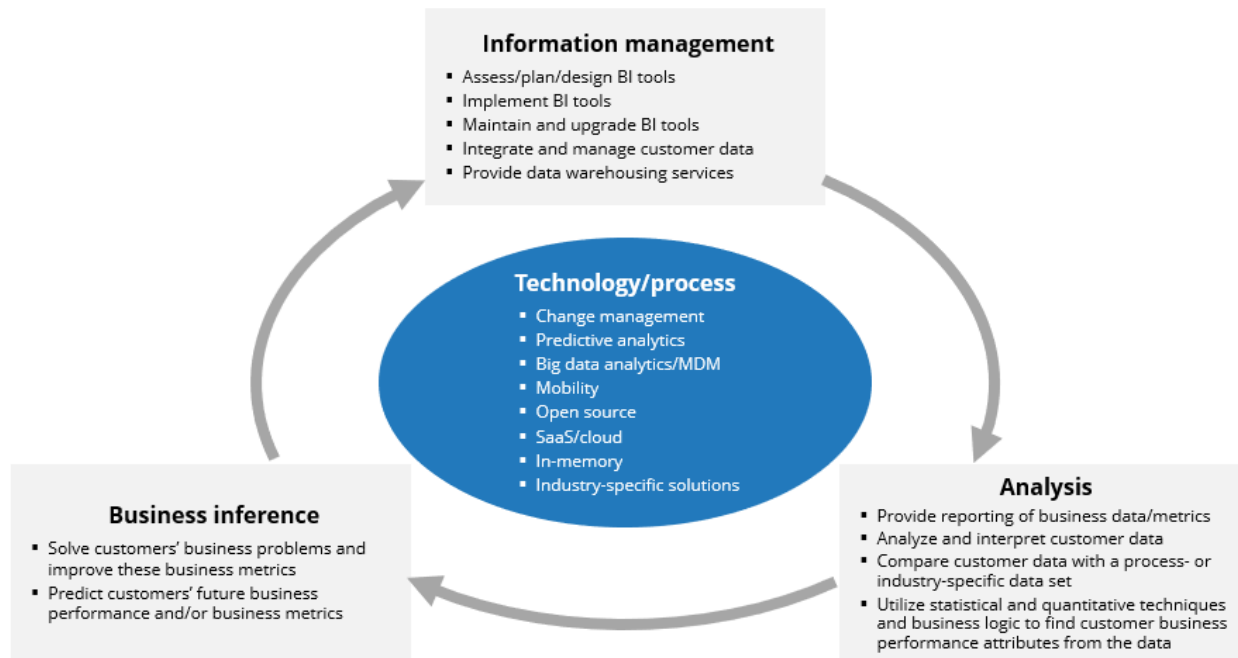 Information management
▪ Assess/plan/design BI tools
▪ Implement BI tools
▪ Maintain and upgrade BI tools
▪ Integrate and manage customer data
▪ Provide data warehousing services
Technology/process
▪ Change management
▪ Predictive analytics
▪ Big data analytics/MDM
▪ Mobility
▪ Open source
▪ SaaS/cloud
▪ In-memory
▪ Industry-specific solutions
Analysis
▪ Provide reporting of business data/metrics
▪ Analyze and interpret customer data
▪ Compare customer data with a process- or
industry-specific data set
▪ Utilize statistical and quantitative techniques
and business logic to find customer business
performance attributes from the data
Business inference
▪ Solve customers’ business problems and
improve these business metrics
▪ Predict customers’ future business
performance and/or business metrics